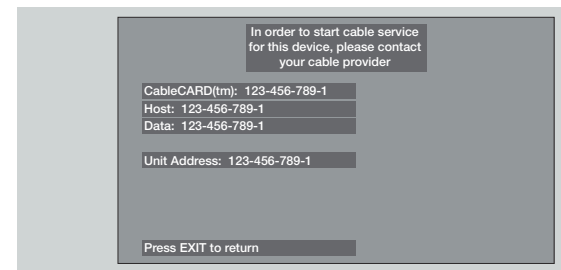 In order to start cable service
for this device, please contact
your cable provider
CableCARD(tm): 123-456-789-1
Host: 123-456-789-1
Data: 123-456-789-1
Unit Address: 123-456-789-1
Press EXIT to return